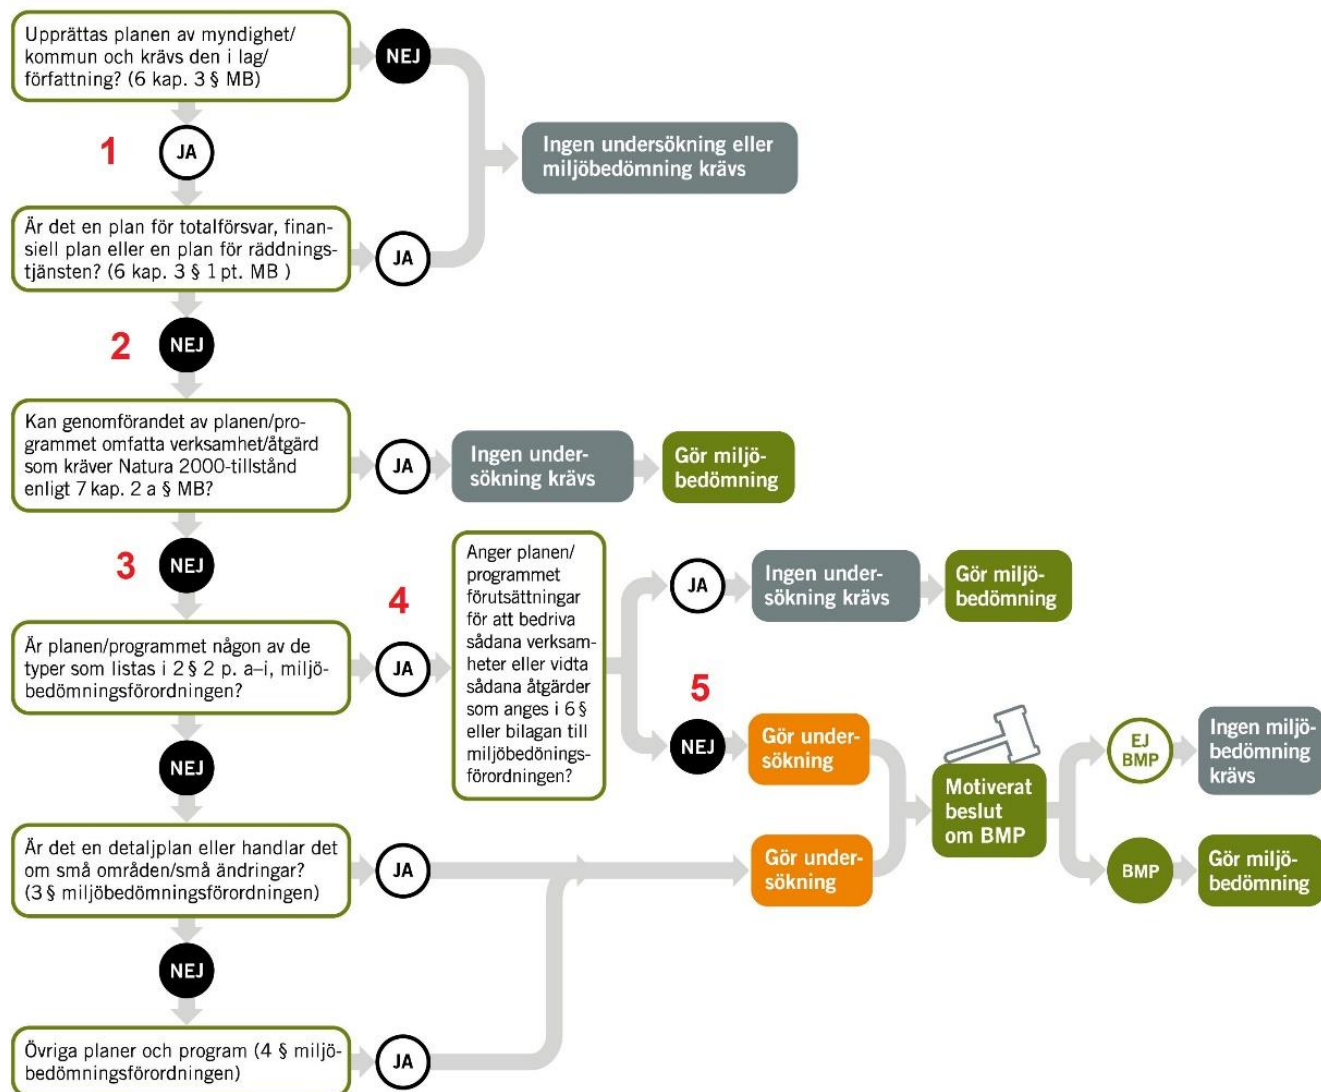 Upprättas planen av myndighet/
kommun och krävs den i lag/
författning? (6 kap. 3 § MB)
NEJ
1
JA
Ingen undersökning eller
miljöbedömning krävs
Är det en plan för totalförsvar, finan-
siell plan eller en plan för räddnings-
tjänsten? (6 kap. 3 § 1 pt. MB )
JA
2
NEJ
Kan genomförandet av planen/pro-
grammet omfatta verksamhet/åtgärd
som kräver Natura 2000-tillstånd
enligt 7 kap. 2 a § MB?
JA
Ingen under-
sökning krävs
Gör miljö-
bedömning
3
NEJ
Är planen/programmet någon av de
typer som listas i 2 § 2 p. a–i, miljö-
bedömningsförordningen?
4
JA
Anger planen/
programmet
förutsättningar
för att bedriva
sådana verksam-
heter eller vidta
sådana åtgärder
som anges i 6 §
eller bilagan till
miljöbedönings-
förordningen?
JA
Ingen under-
sökning krävs
Gör miljö-
bedömning
5
NEJ
Gör under-
sökning
Motiverat
beslut
om BMP
EJ
BMP
Ingen miljö-
bedömning
krävs
BMP
Gör miljö-
bedömning
NEJ
Är det en detaljplan eller handlar det
om små områden/små ändringar?
(3 § miljöbedömningsförordningen)
JA
Gör under-
sökning
NEJ
Övriga planer och program (4 § miljö-
bedömningsförordningen)
JA